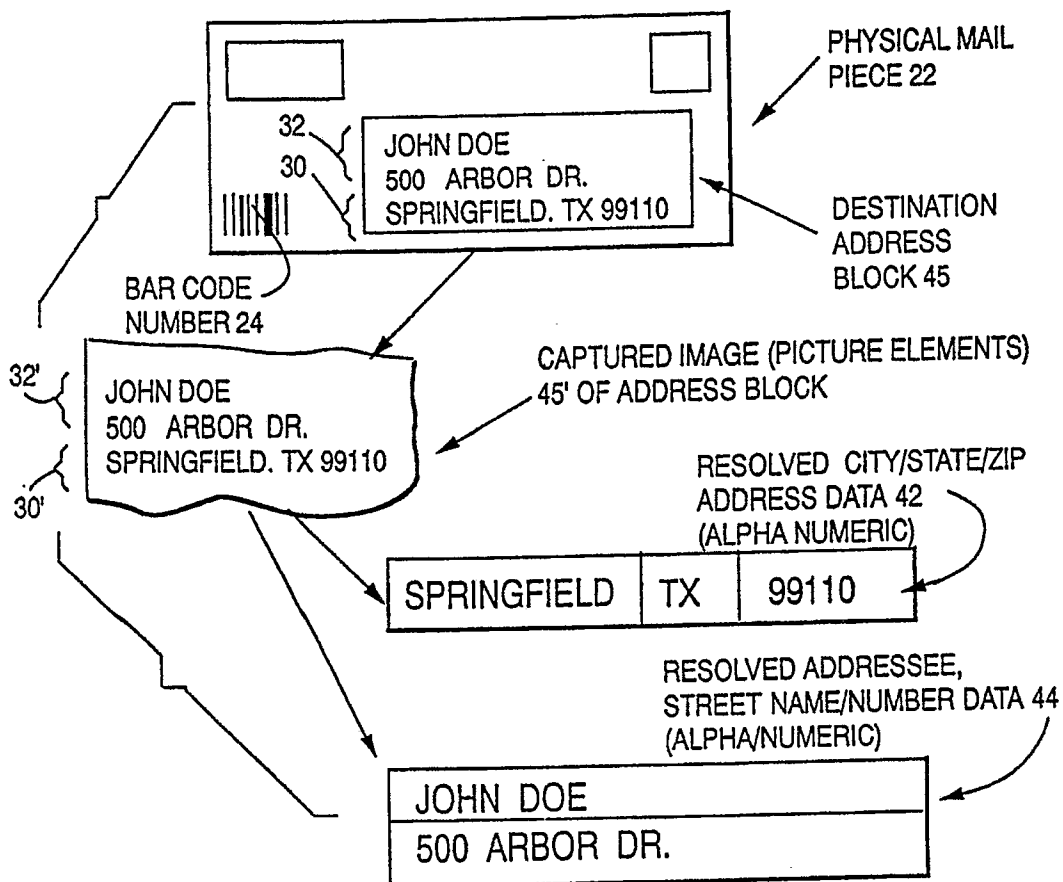 PHYSICAL MAIL
PIECE 22
32
JOHN DOE
30
500 ARBOR DR.
SPRINGFIELD. TX 99110
DESTINATION
ADDRESS
BLOCK 45
BAR CODE
NUMBER 24
CAPTURED IMAGE (PICTURE ELEMENTS)
45' OF ADDRESS BLOCK
32'
JOHN DOE
500 ARBOR DR.
SPRINGFIELD. TX 99110
30'
RESOLVED CITY/STATE/ZIP
ADDRESS DATA 42
(ALPHA NUMERIC)
SPRINGFIELD TX 99110
RESOLVED ADDRESSEE,
STREET NAME/NUMBER DATA 44
(ALPHA/NUMERIC)
JOHN DOE
500 ARBOR DR.